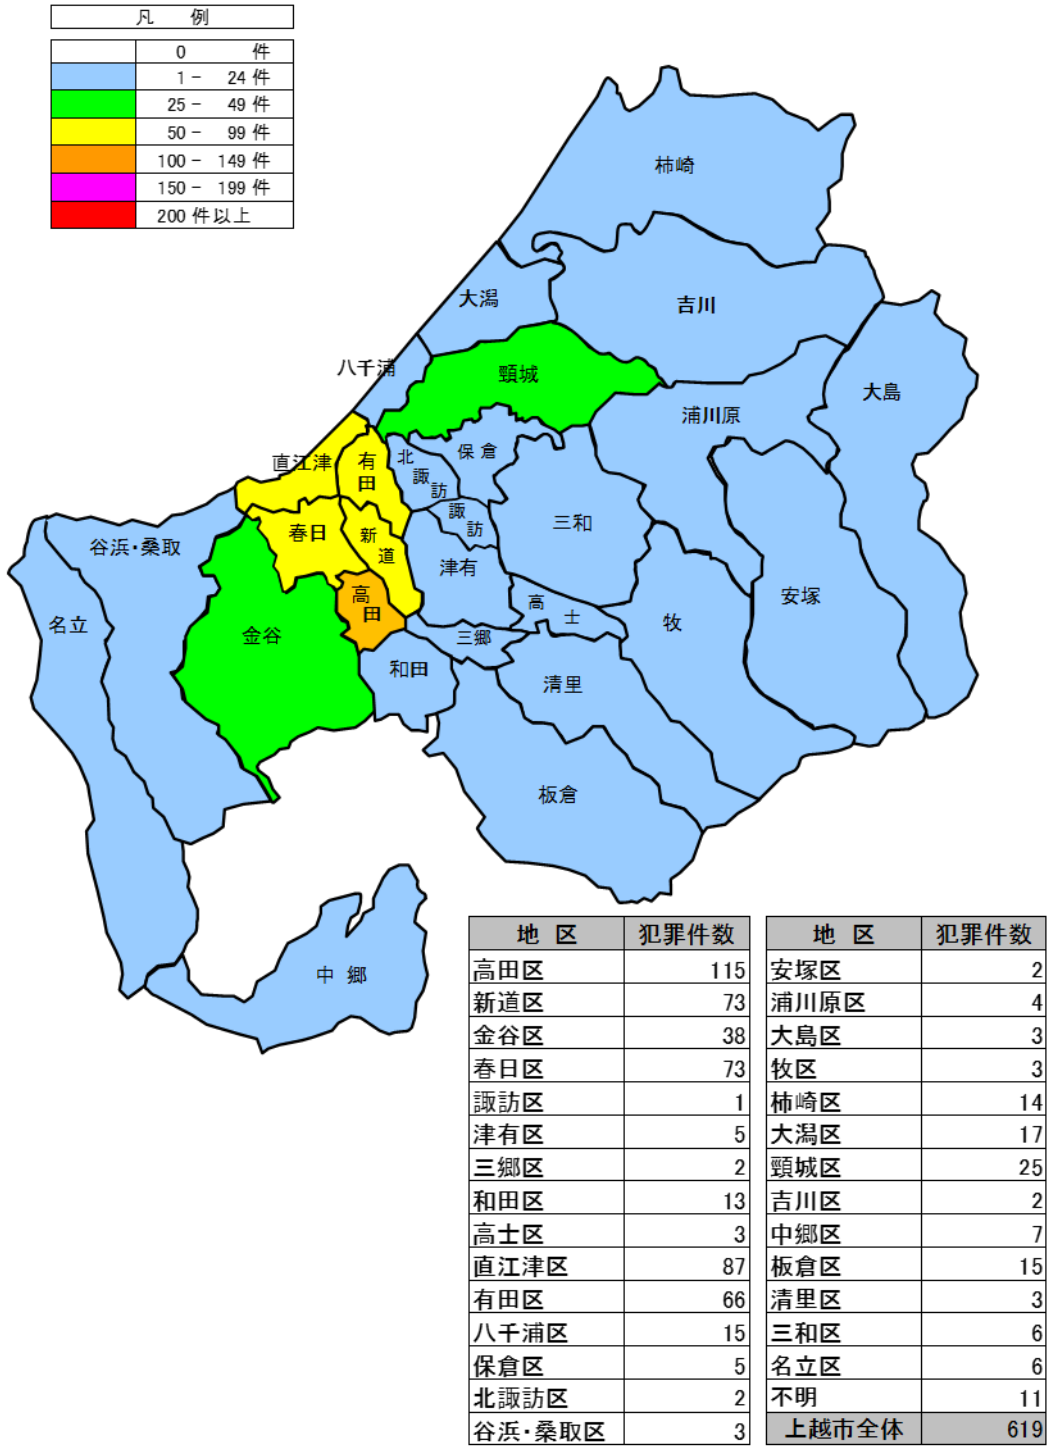 凡 例
0 件
1 - 24 件
25 - 49 件
50 - 99 件
100 - 149 件
150 - 199 件
200 件以上
柿崎
大潟
吉川
八千浦
頸城
大島
浦川原
直江津
有田
北諏訪
保倉
諏訪
三和
春日
新道
谷浜・桑取
津有
安塚
名立
金谷
高田
高士
牧
三郷
和田
清里
板倉
中郷
地 区 犯罪件数
高田区 115
新道区 73
金谷区 38
春日区 73
諏訪区 1
津有区 5
三郷区 2
和田区 13
高士区 3
直江津区 87
有田区 66
八千浦区 15
保倉区 5
北諏訪区 2
谷浜・桑取区 3
地 区 犯罪件数
安塚区 2
浦川原区 4
大島区 3
牧区 3
柿崎区 14
大潟区 17
頸城区 25
吉川区 2
中郷区 7
板倉区 15
清里区 3
三和区 6
名立区 6
不明 11
上越市全体 619